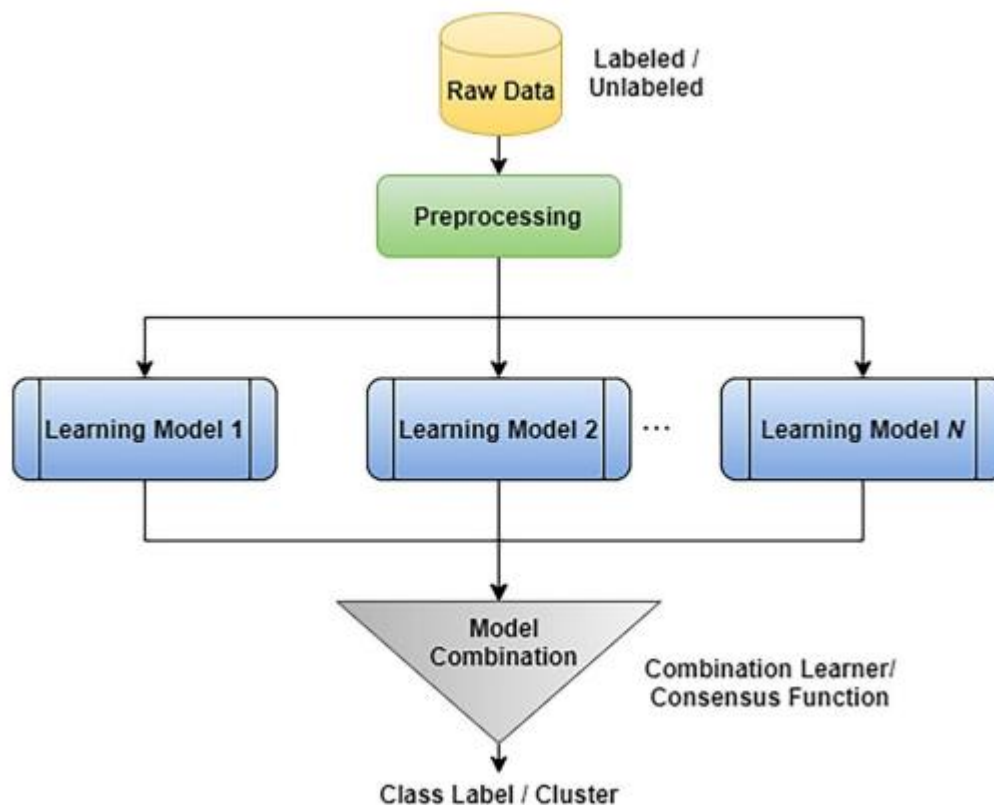 Raw Data
Labeled /
Unlabeled
Preprocessing
Learning Model 1
Learning Model 2
...
Learning Model N
Model
Combination
Combination Learner/
Consensus Function
Class Label / Cluster